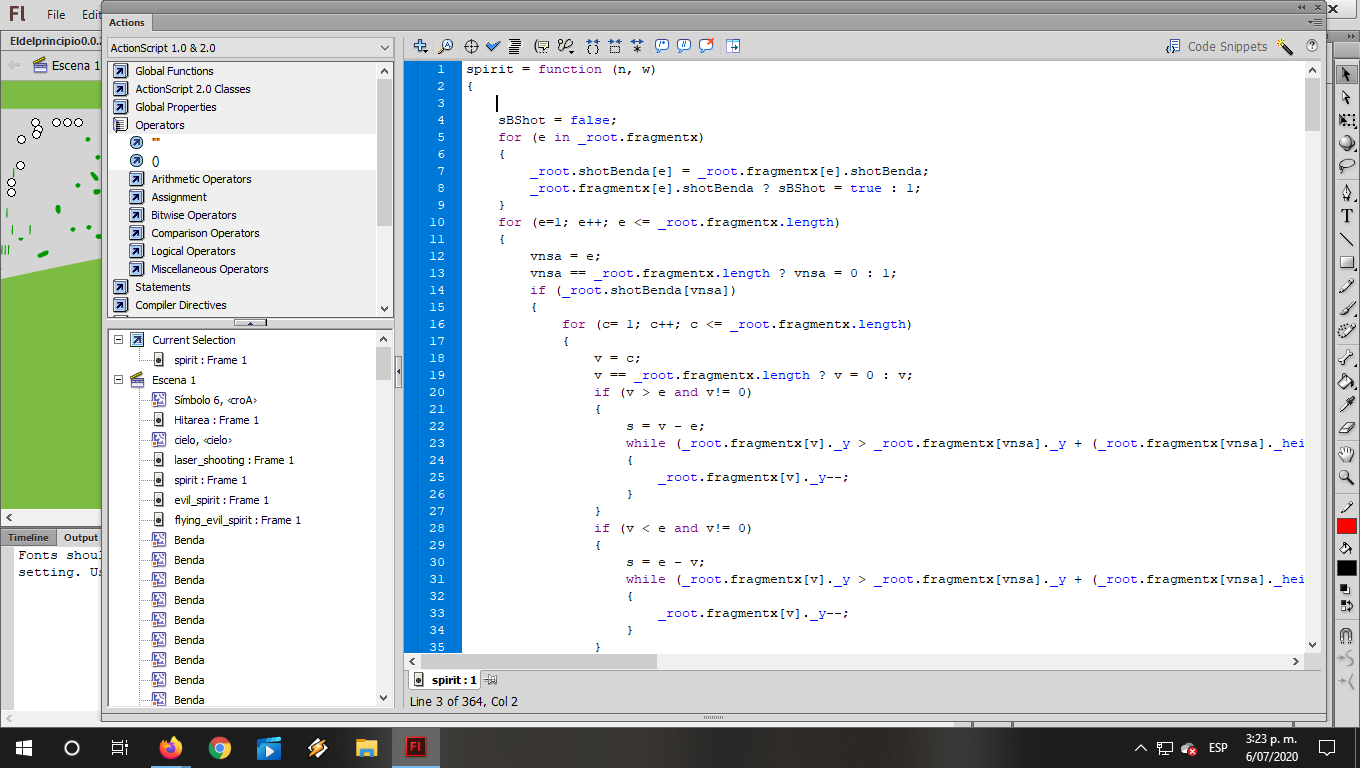 Fl File Edi
Actions
Eldelprincipio0.0.2
Escena 1
ActionScript 1.0 & 2.0
Global Functions
ActionScript 2.0 Classes
Global Properties
Operators
""
()
Arithmetic Operators
Assignment
Bitwise Operators
Comparison Operators
Logical Operators
Miscellaneous Operators
Statements
Compiler Directives
Current Selection
spirit : Frame 1
Escena 1
Símbolo 6, <croA>
Hitarea : Frame 1
cielo, <cielo>
laser_shooting : Frame 1
spirit : Frame 1
evil_spirit : Frame 1
flying_evil_spirit : Frame 1
Benda
Benda
Benda
Benda
Benda
Benda
Benda
Benda
Benda
Code Snippets
1 spirit = function (n, w)
2 {
3
4 sBShot = false;
5 for (e in _root.fragmentx)
6 {
7 _root.shotBenda[e] = _root.fragmentx[e].shotBenda;
8 _root.fragmentx[e].shotBenda ? sBShot = true : 1;
9 }
10 for (e=1; e++; e <= _root.fragmentx.length)
11 {
12 vnsa = e;
13 vnsa == _root.fragmentx.length ? vnsa = 0 : 1;
14 if (_root.shotBenda[vnsa])
15 {
16 for (c= 1; c++; c <= _root.fragmentx.length)
17 {
18 v = c;
19 v == _root.fragmentx.length ? v = 0 : v;
20 if (v > e and v!= 0)
21 {
22 s = v - e;
23 while (_root.fragmentx[v]._y > _root.fragmentx[vnsa]._y + (_root.fragmentx[vnsa]._hei
24 {
25 _root.fragmentx[v]._y--;
26 }
27 }
28 if (v < e and v!= 0)
29 {
30 s = e - v;
31 while (_root.fragmentx[v]._y > _root.fragmentx[vnsa]._y + (_root.fragmentx[vnsa]._hei
32 {
33 _root.fragmentx[v]._y--;
34 }
35 }
spirit : 1
Line 3 of 364, Col 2
Timeline Output
Fonts shoul
setting. Us
ESP
3:23 p. m.
6/07/2020